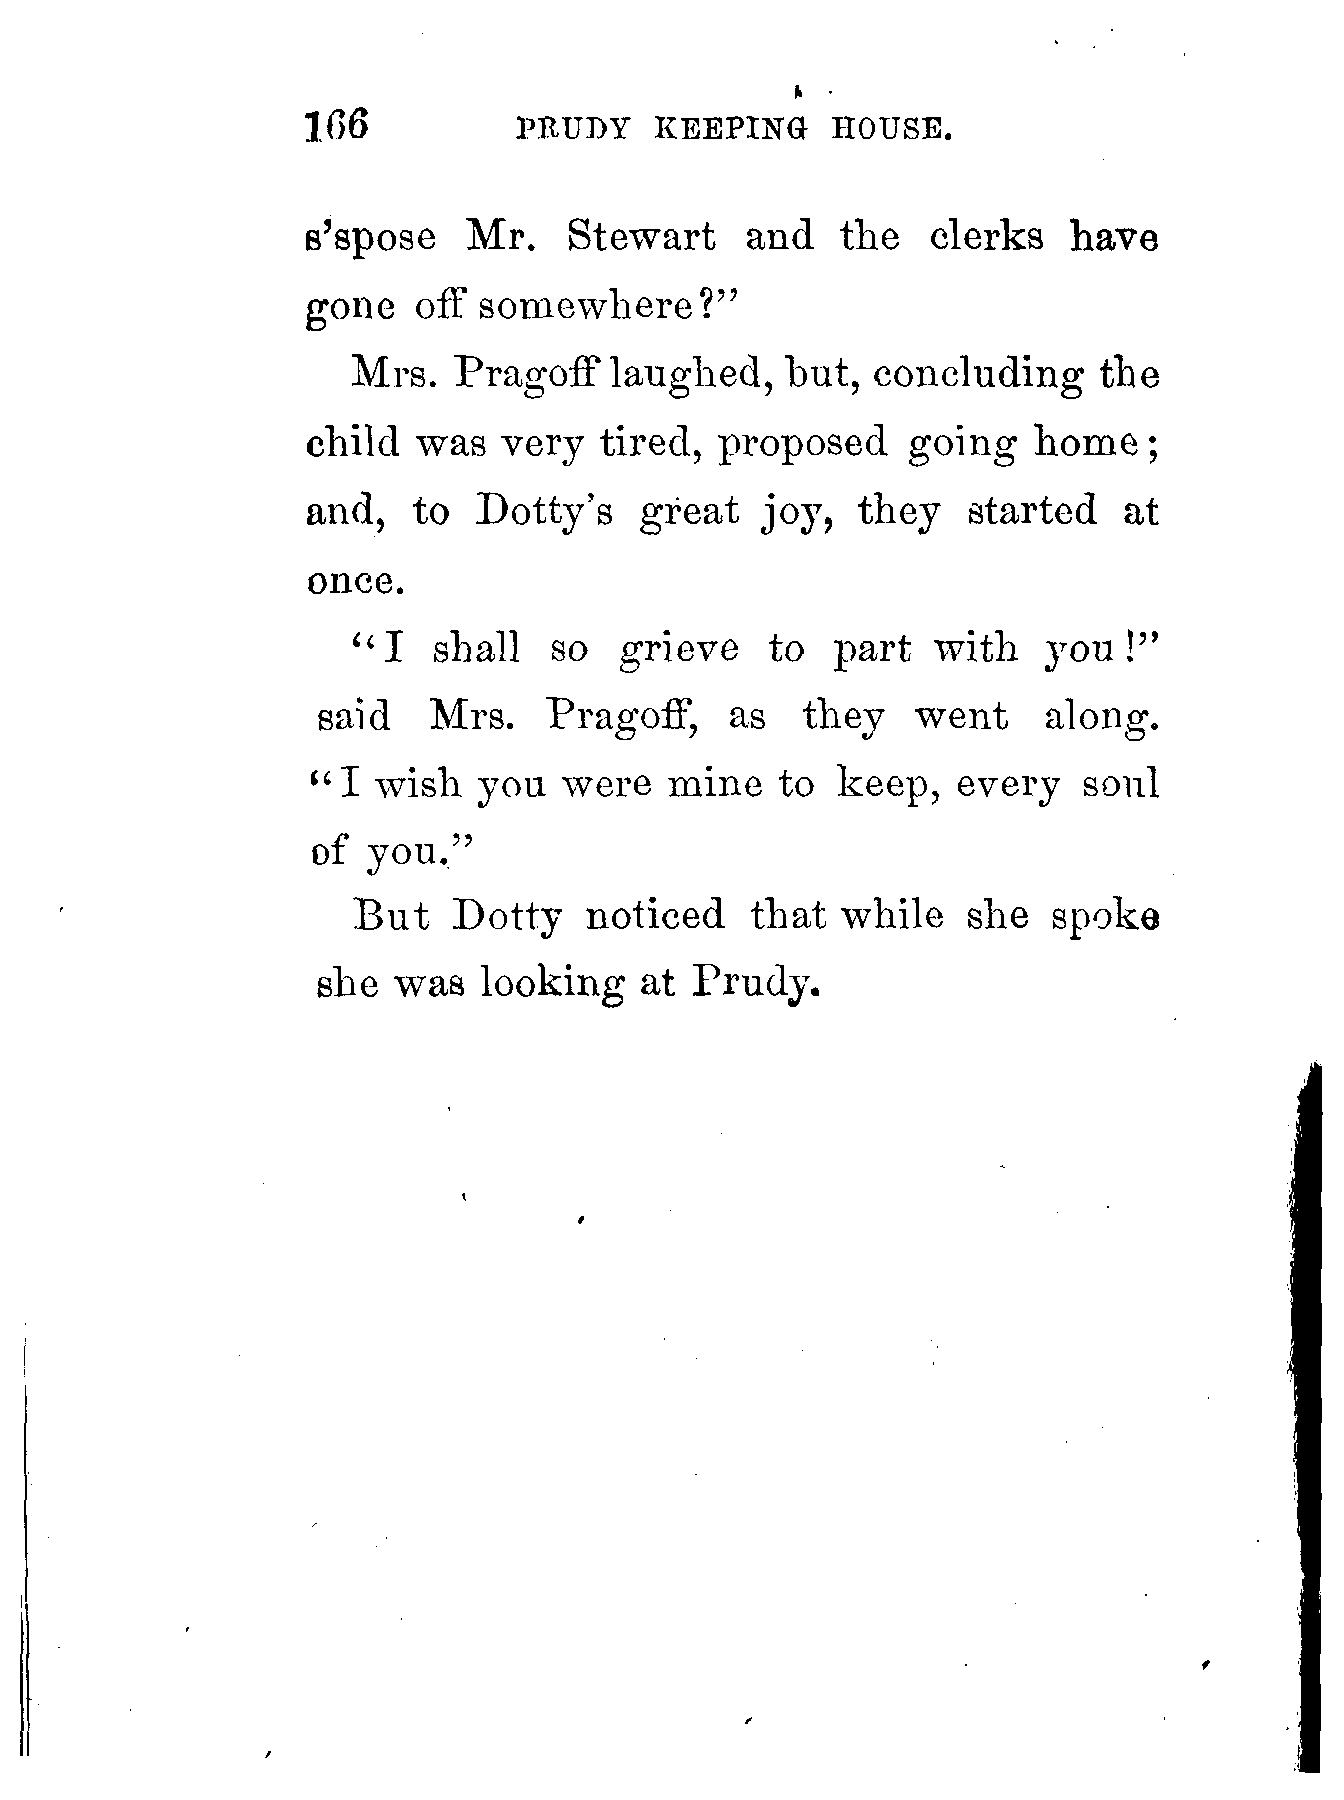 166 PRUDY KEEPING HOUSE.
s'spose Mr. Stewart and the clerks have
gone off somewhere?"
Mrs. Pragoff laughed, but, concluding the
child was very tired, proposed going home;
and, to Dotty's great joy, they started at
once.
"I shall so grieve to part with you!"
said Mrs. Pragoff, as they went along.
"I wish you were mine to keep, every soul
of you."
But Dotty noticed that while she spoke
she was looking at Prudy.